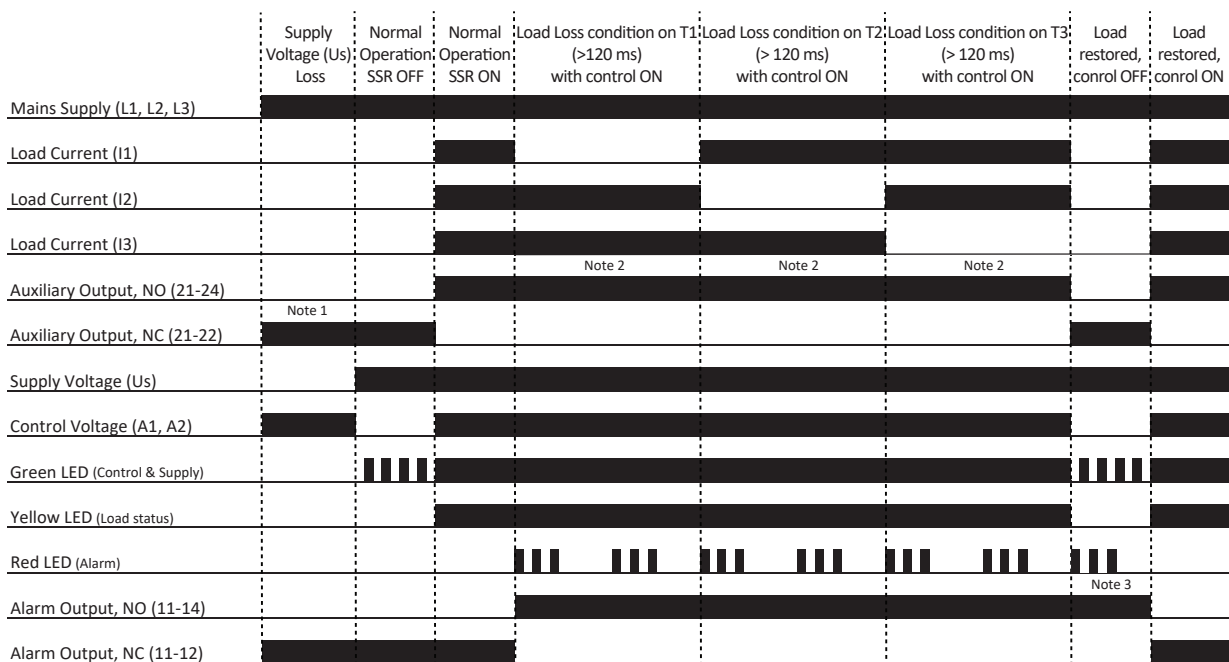 Supply
Voltage (Us)
Loss
Normal
Operation
SSR OFF
Normal
Operation
SSR ON
Load Loss condition on T1
(>120 ms)
with control ON
Load Loss condition on T2
(> 120 ms)
with control ON
Load Loss condition on T3
(> 120 ms)
with control ON
Load
restored,
conrol OFF
Load
restored,
conrol ON
Mains Supply (L1, L2, L3)
Load Current (I1)
Load Current (I2)
Load Current (I3)
Note 2
Note 2
Note 2
Auxiliary Output, NO (21-24)
Note 1
Auxiliary Output, NC (21-22)
Supply Voltage (Us)
Control Voltage (A1, A2)
Green LED (Control & Supply)
Yellow LED (Load status)
Red LED (Alarm)
Note 3
Alarm Output, NO (11-14)
Alarm Output, NC (11-12)